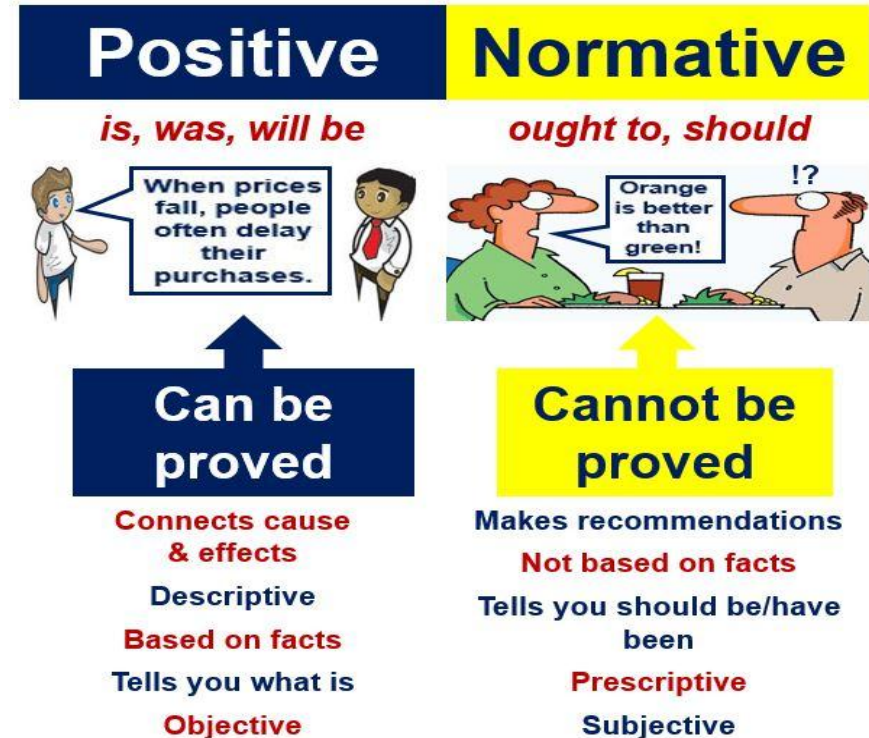 Positive
Normative
is, was, will be
ought to, should
When prices
fall, people
often delay
their
purchases.
Orange
is better
than
green!
!?
Can be
proved
Cannot be
proved
Connects cause
& effects
Descriptive
Based on facts
Tells you what is
Objective
Makes recommendations
Not based on facts
Tells you should be/have
been
Prescriptive
Subjective